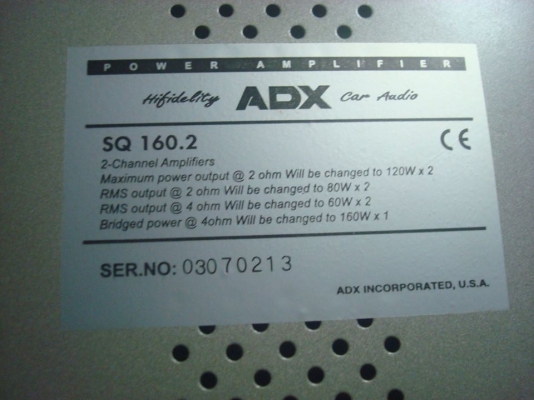 POWER AMPLIFIER
Hifidelity ADX Car Audio
SQ 160.2
2-Channel Amplifiers
Maximum power output @ 2 ohm Will be changed to 120W x 2
RMS output @ 2 ohm Will be changed to 80W x 2
RMS output @ 4 ohm Will be changed to 60W x 2
Bridged power @ 4ohm Will be changed to 160W x 1
CE
SER.NO: 03070213
ADX INCORPORATED, U.S.A.